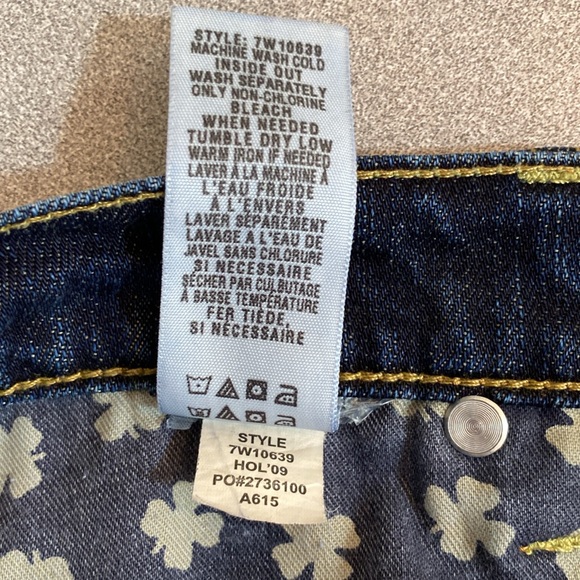 STYLE: 7W10639
MACHINE WASH COLD
INSIDE OUT
WASH SEPARATELY
ONLY NON-CHLORINE
BLEACH
WHEN NEEDED
TUMBLE DRY LOW
WARM IRON IF NEEDED
LAVER À LA MACHINE À
L'EAU FROIDE
À L'ENVERS
LAVER SÉPARÉMENT
LAVAGE À L'EAU DE
JAVEL SANS CHLORURE
SI NECESSAIRE
SÉCHER PAR CULBUTAGE
À BASSE TEMPÉRATURE
FER TIÈDE,
SI NÉCESSAIRE
STYLE
7W10639
HOL'09
PO#2736100
A615